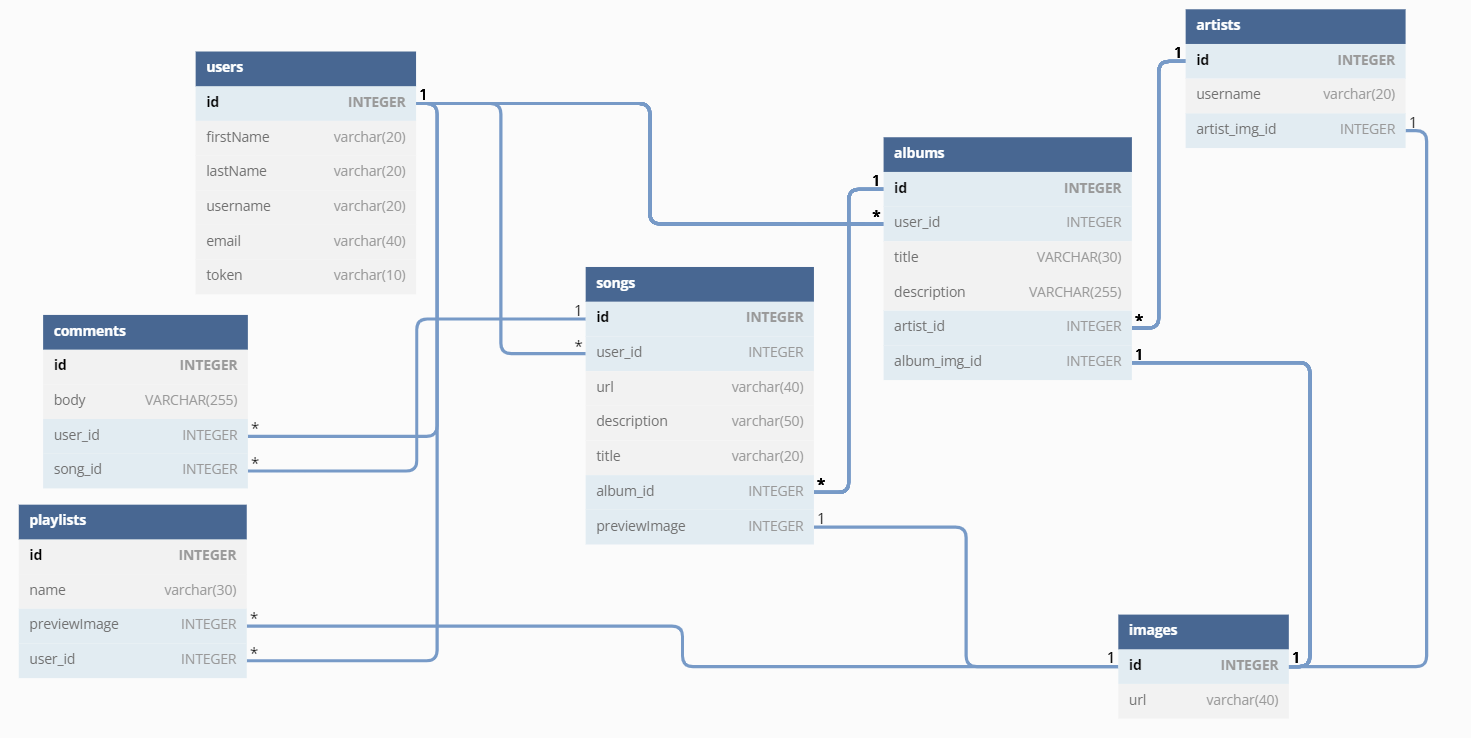 users
id INTEGER
firstName varchar(20)
lastName varchar(20)
username varchar(20)
email varchar(40)
token varchar(10)
1
comments
id INTEGER
body VARCHAR(255)
user_id INTEGER *
song_id INTEGER *
playlists
id INTEGER
name varchar(30)
previewImage INTEGER *
user_id INTEGER *
songs
1 id INTEGER
* user_id INTEGER
url varchar(40)
description varchar(50)
title varchar(20)
album_id INTEGER *
previewImage INTEGER 1
albums
1 id INTEGER
* user_id INTEGER
title VARCHAR(30)
description VARCHAR(255)
artist_id INTEGER *
album_img_id INTEGER 1
artists
1 id INTEGER
username varchar(20)
artist_img_id INTEGER 1
images
1 id INTEGER 1
url varchar(40)